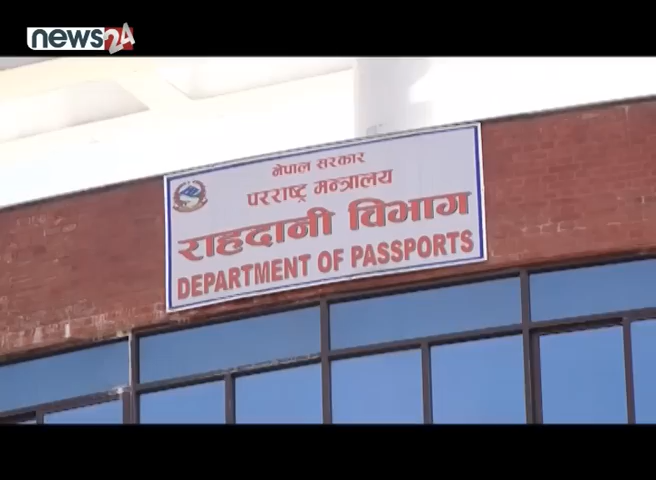 news24
नेपाल सरकार
परराष्ट्र मन्त्रालय
राहदानी विभाग
DEPARTMENT OF PASSPORTS